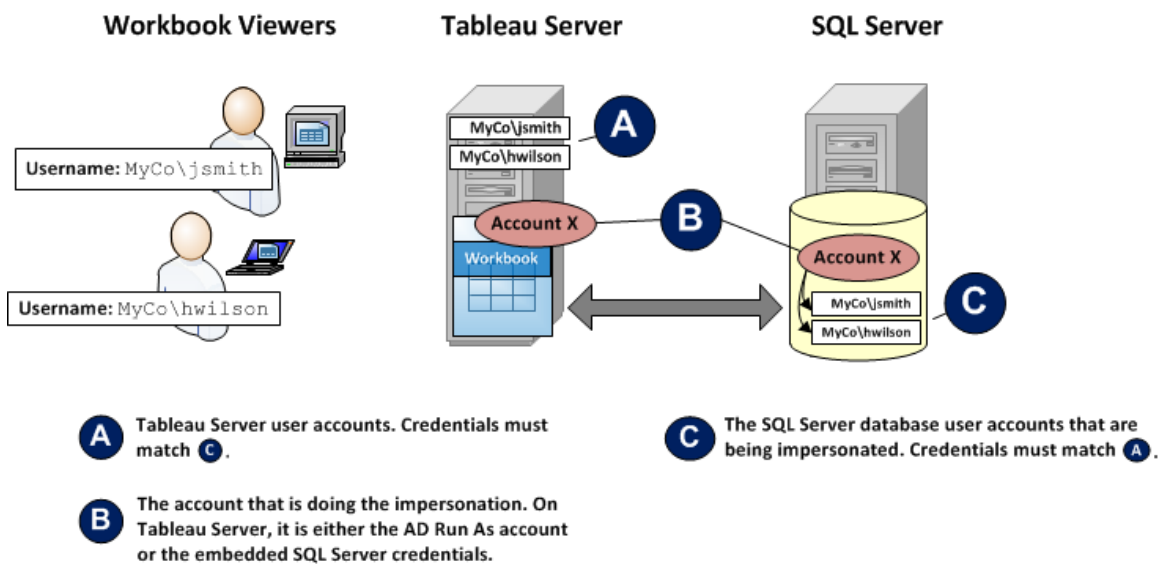 Workbook Viewers
Tableau Server
SQL Server
Username: MyCo\jsmith
Username: MyCo\hwilson
MyCo\jsmith
MyCo\hwilson
A
Account X
Workbook
B
Account X
MyCo\jsmith
MyCo\hwilson
C
A
Tableau Server user accounts. Credentials must
match C .
B
The account that is doing the impersonation. On
Tableau Server, it is either the AD Run As account
or the embedded SQL Server credentials.
C
The SQL Server database user accounts that are
being impersonated. Credentials must match A .